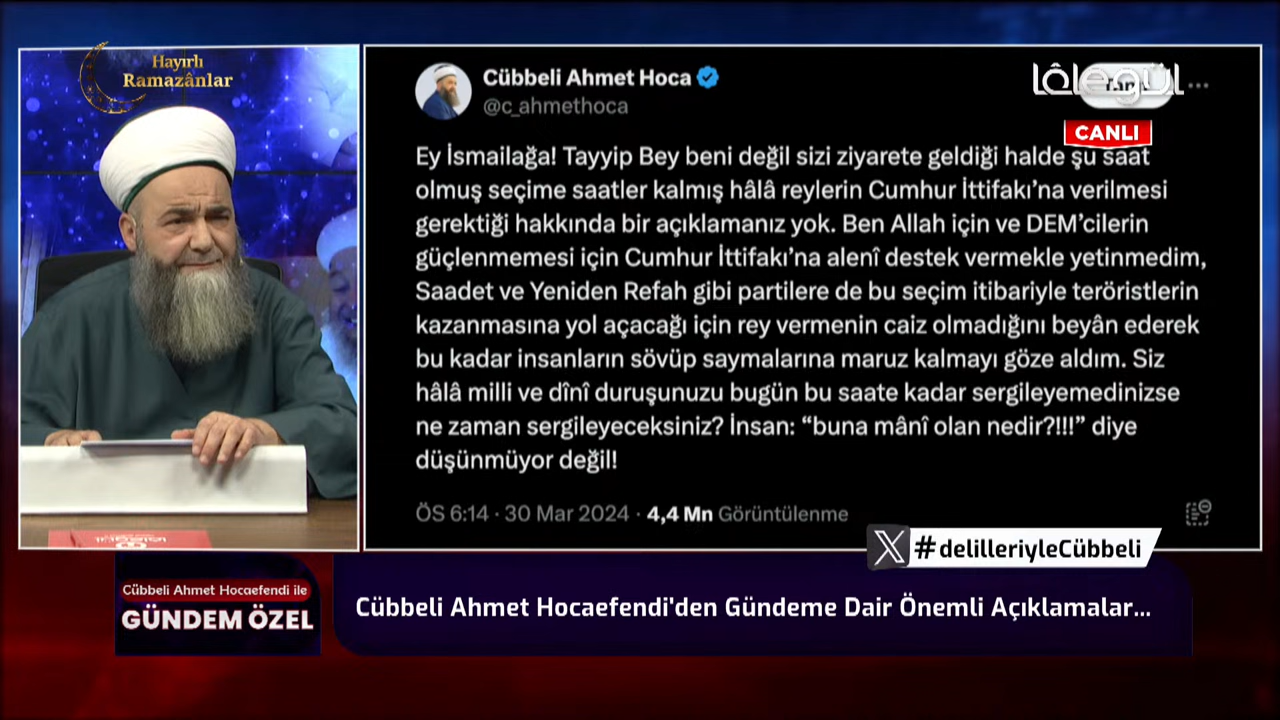 Hayırlı
Ramazânlar
Cübbeli Ahmet Hoca
@c_ahmethoca
lâlegül
CANLI
Ey İsmailağa! Tayyip Bey beni değil sizi ziyarete geldiği halde şu saat
olmuş seçime saatler kalmış hâlâ reylerin Cumhur İttifakı’na verilmesi
gerektiği hakkında bir açıklamanız yok. Ben Allah için ve DEM’cilerin
güçlenmemesi için Cumhur İttifakı’na alenî destek vermekle yetinmedim,
Saadet ve Yeniden Refah gibi partilere de bu seçim itibariyle teröristlerin
kazanmasına yol açacağı için rey vermenin caiz olmadığını beyân ederek
bu kadar insanların sövüp saymalarına maruz kalmayı göze aldım. Siz
hâlâ milli ve dînî duruşunuzu bugün bu saate kadar sergileyemedinizse
ne zaman sergileyeceksiniz? İnsan: “buna mânî olan nedir?!!!” diye
düşünmüyor değil!
ÖS 6:14 · 30 Mar 2024 · 4,4 Mn Görüntülenme
#delilleriyleCübbeli
Cübbeli Ahmet Hocaefendi ile
GÜNDEM ÖZEL
Cübbeli Ahmet Hocaefendi'den Gündeme Dair Önemli Açıklamalar...